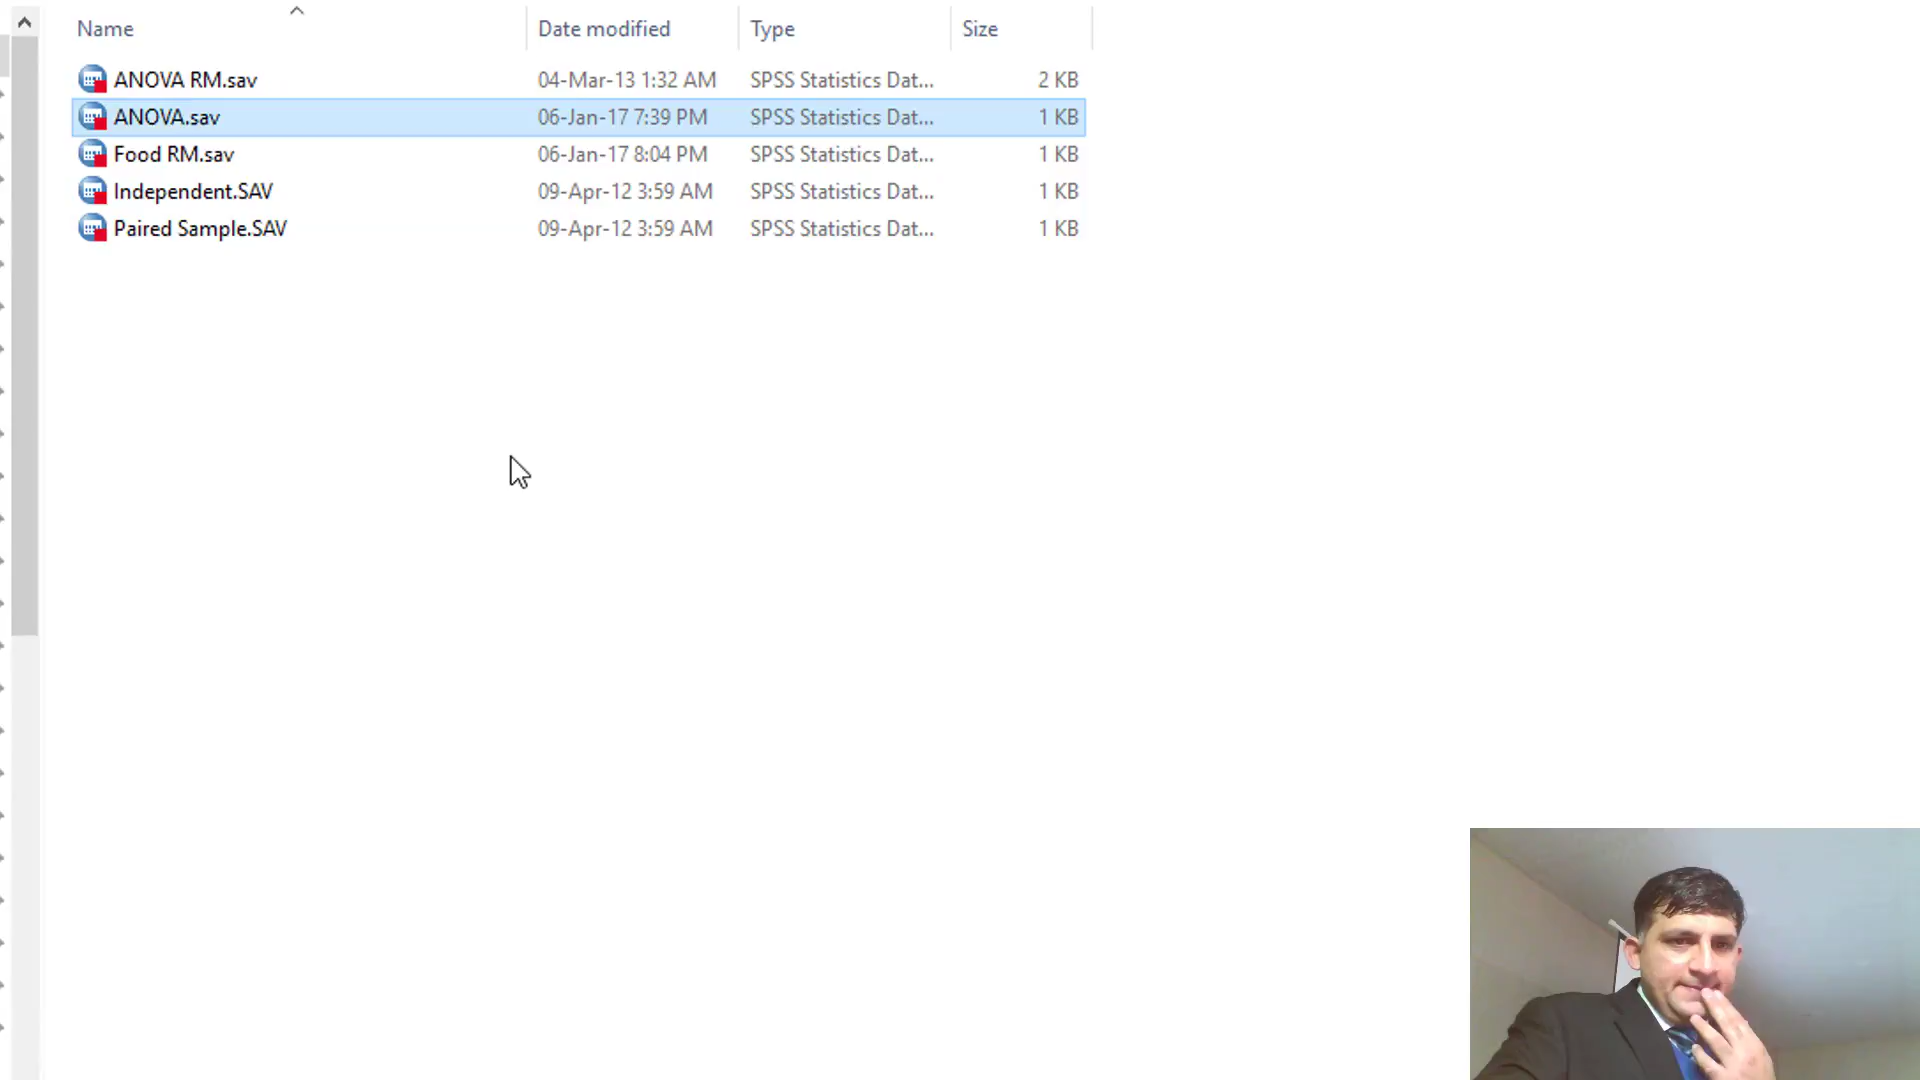 Name Date modified Type Size
ANOVA RM.sav 04-Mar-13 1:32 AM SPSS Statistics Dat... 2 KB
ANOVA.sav 06-Jan-17 7:39 PM SPSS Statistics Dat... 1 KB
Food RM.sav 06-Jan-17 8:04 PM SPSS Statistics Dat... 1 KB
Independent.SAV 09-Apr-12 3:59 AM SPSS Statistics Dat... 1 KB
Paired Sample.SAV 09-Apr-12 3:59 AM SPSS Statistics Dat... 1 KB